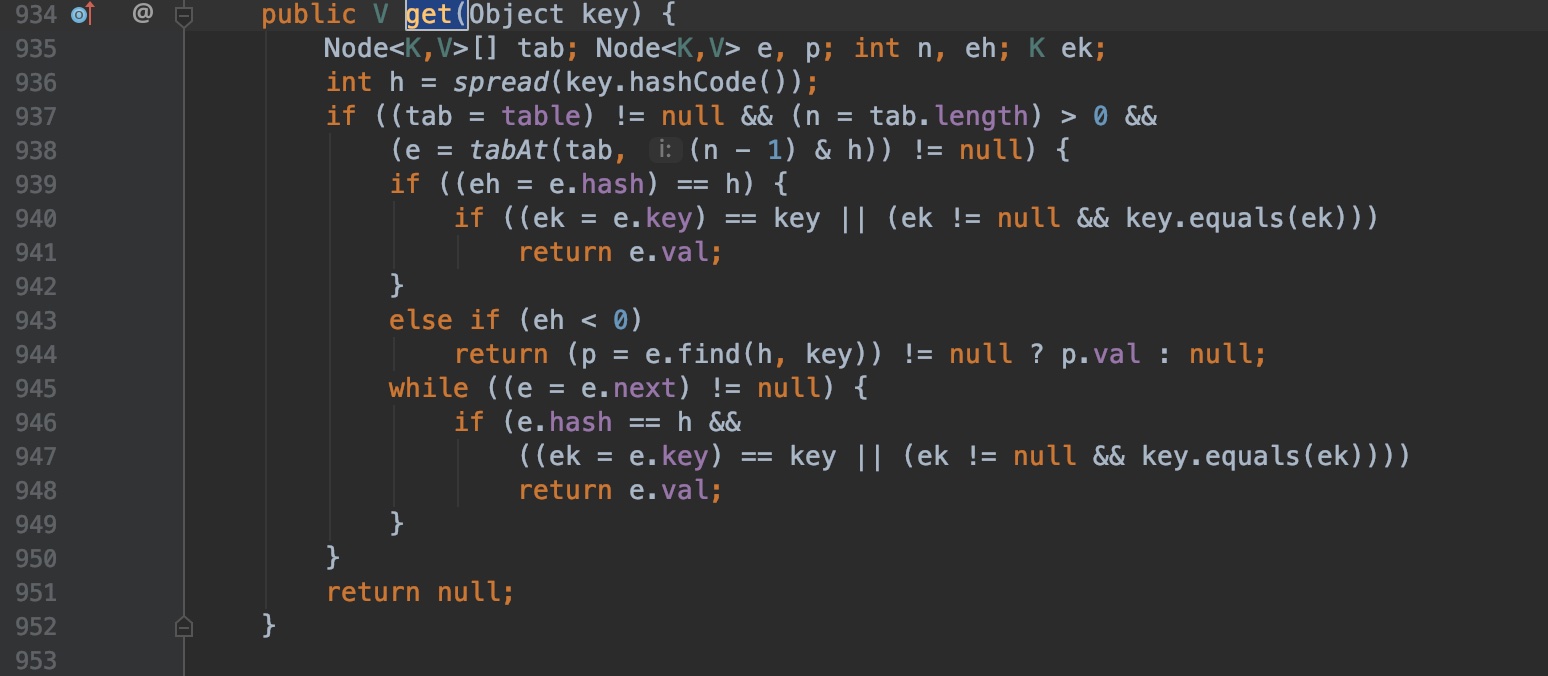 934 @ public V get(Object key) {
935 Node<K,V>[] tab; Node<K,V> e, p; int n, eh; K ek;
936 int h = spread(key.hashCode());
937 if ((tab = table) != null && (n = tab.length) > 0 &&
938 (e = tabAt(tab, i: (n - 1) & h)) != null) {
939 if ((eh = e.hash) == h) {
940 if ((ek = e.key) == key || (ek != null && key.equals(ek)))
941 return e.val;
942 }
943 else if (eh < 0)
944 return (p = e.find(h, key)) != null ? p.val : null;
945 while ((e = e.next) != null) {
946 if (e.hash == h &&
947 ((ek = e.key) == key || (ek != null && key.equals(ek))))
948 return e.val;
949 }
950 }
951 return null;
952 }
953